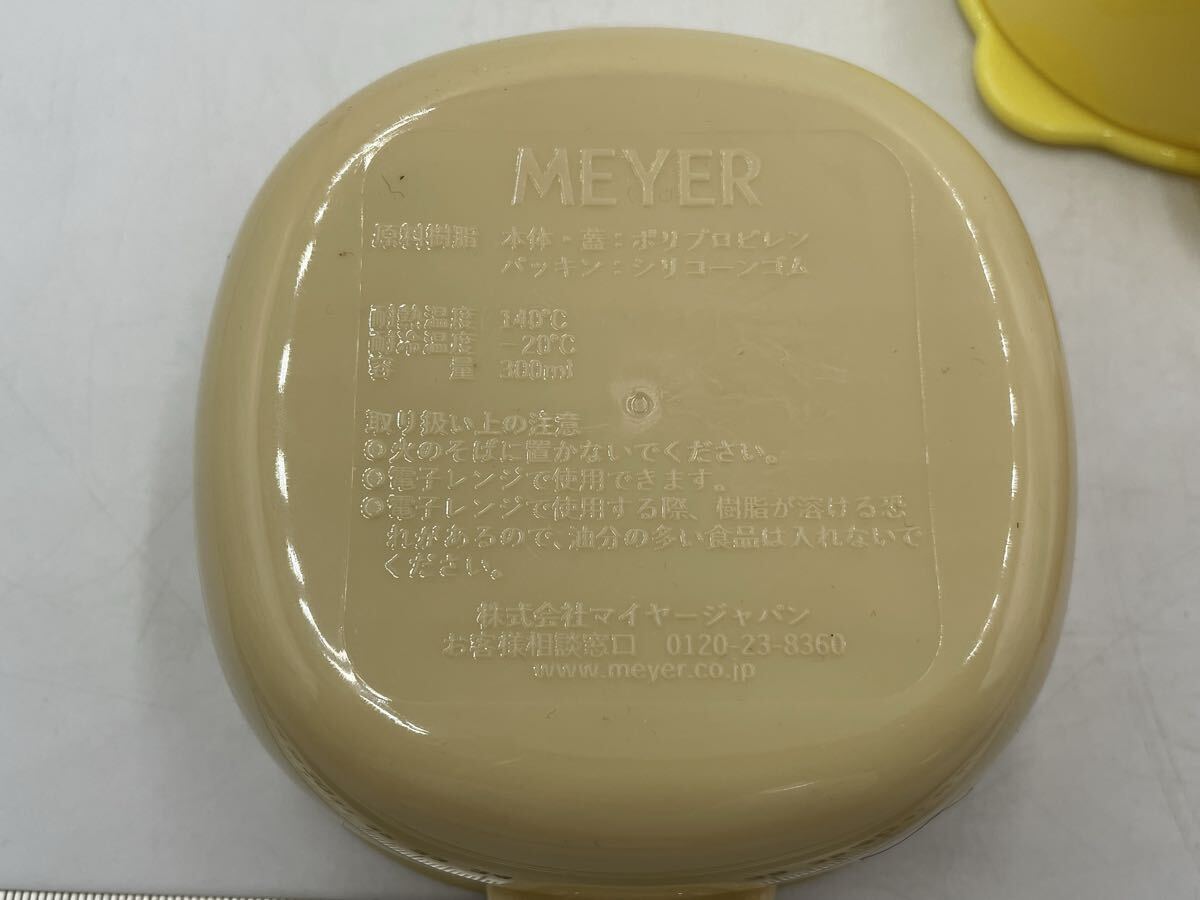 MEYER
原料樹脂 本体・蓋：ポリプロピレン
パッキン：シリコーンゴム
耐熱温度 140℃
耐冷温度 −20℃
容 量 300ml
取り扱い上の注意
●火のそばに置かないでください。
●電子レンジで使用できます。
●電子レンジで使用する際、樹脂が溶ける恐
れがあるので、油分の多い食品は入れないで
ください。
株式会社マイヤージャパン
お客様相談窓口 0120-23-8360
www.meyer.co.jp